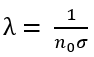 λ = 1/(n₀σ)